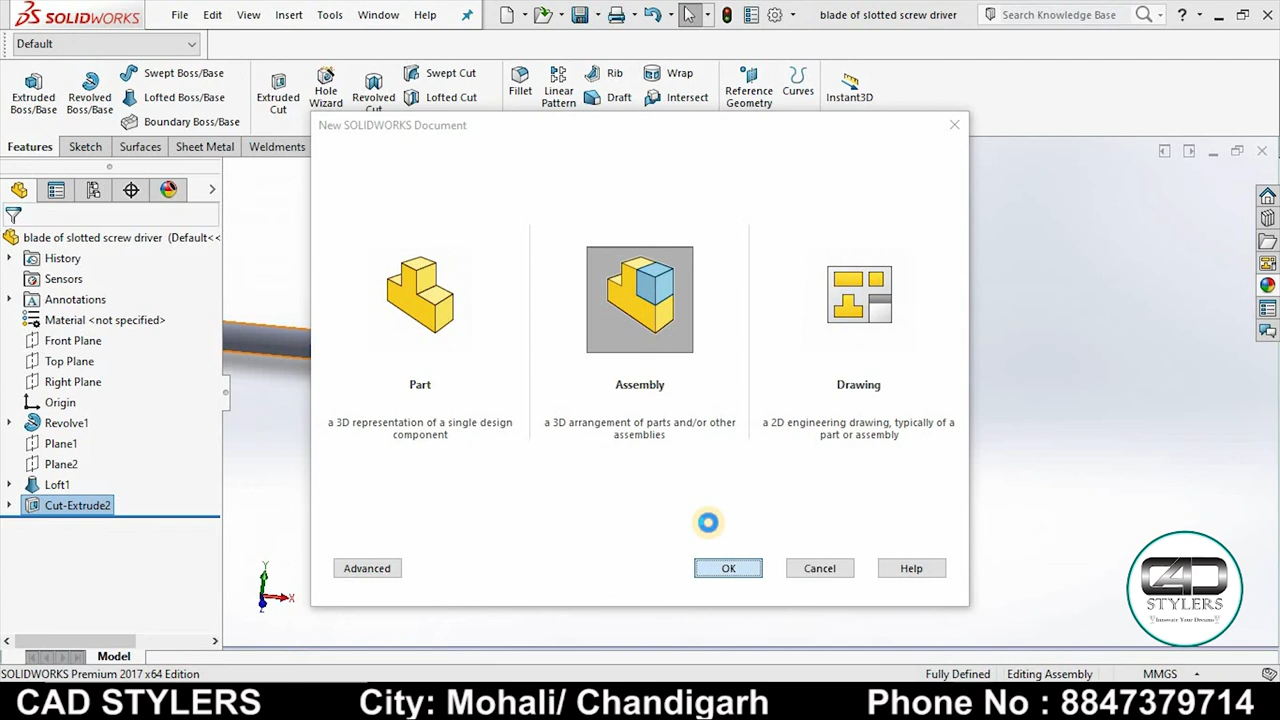 SOLIDWORKS
File Edit View Insert Tools Window Help
blade of slotted screw driver
Search Knowledge Base
?
Default
Extruded Boss/Base
Revolved Boss/Base
Swept Boss/Base
Lofted Boss/Base
Boundary Boss/Base
Extruded Cut
Hole Wizard
Revolved Cut
Swept Cut
Lofted Cut
Fillet
Linear Pattern
Rib
Draft
Wrap
Intersect
Reference Geometry
Curves
Instant3D
Features Sketch Surfaces Sheet Metal Weldments
New SOLIDWORKS Document
blade of slotted screw driver (Default<<
History
Sensors
Annotations
Material <not specified>
Front Plane
Top Plane
Right Plane
Origin
Revolve1
Plane1
Plane2
Loft1
Cut-Extrude2
Part
a 3D representation of a single design
component
Assembly
a 3D arrangement of parts and/or other
assemblies
Drawing
a 2D engineering drawing, typically of a
part or assembly
Advanced OK Cancel Help
Y
X
CAD
STYLERS
Innovate Your Dreams
Model
SOLIDWORKS Premium 2017 x64 Edition
Fully Defined Editing Assembly MMGS
CAD STYLERS City: Mohali/ Chandigarh Phone No : 8847379714